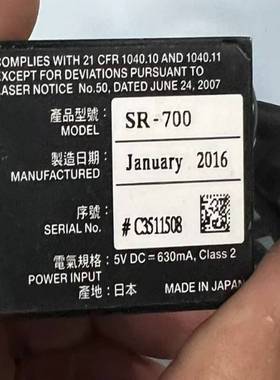 COMPLIES WITH 21 CFR 1040.10 AND 1040.11
EXCEPT FOR DEVIATIONS PURSUANT TO
LASER NOTICE No.50, DATED JUNE 24, 2007
產品型號: SR-700
MODEL
製造日期: January 2016
MANUFACTURED
序號: #C3S11508
SERIAL No.
電氣規格: 5V DC⎓630mA, Class 2
POWER INPUT
產地: 日本 MADE IN JAPAN